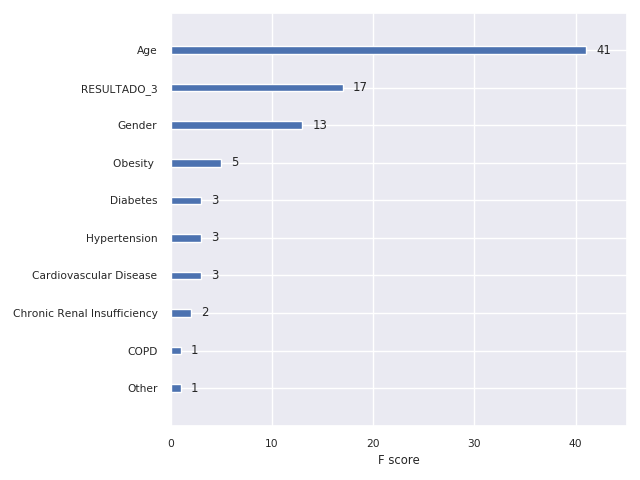 Age 41
RESULTADO_3 17
Gender 13
Obesity 5
Diabetes 3
Hypertension 3
Cardiovascular Disease 3
Chronic Renal Insufficiency 2
COPD 1
Other 1
0 10 20 30 40
F score